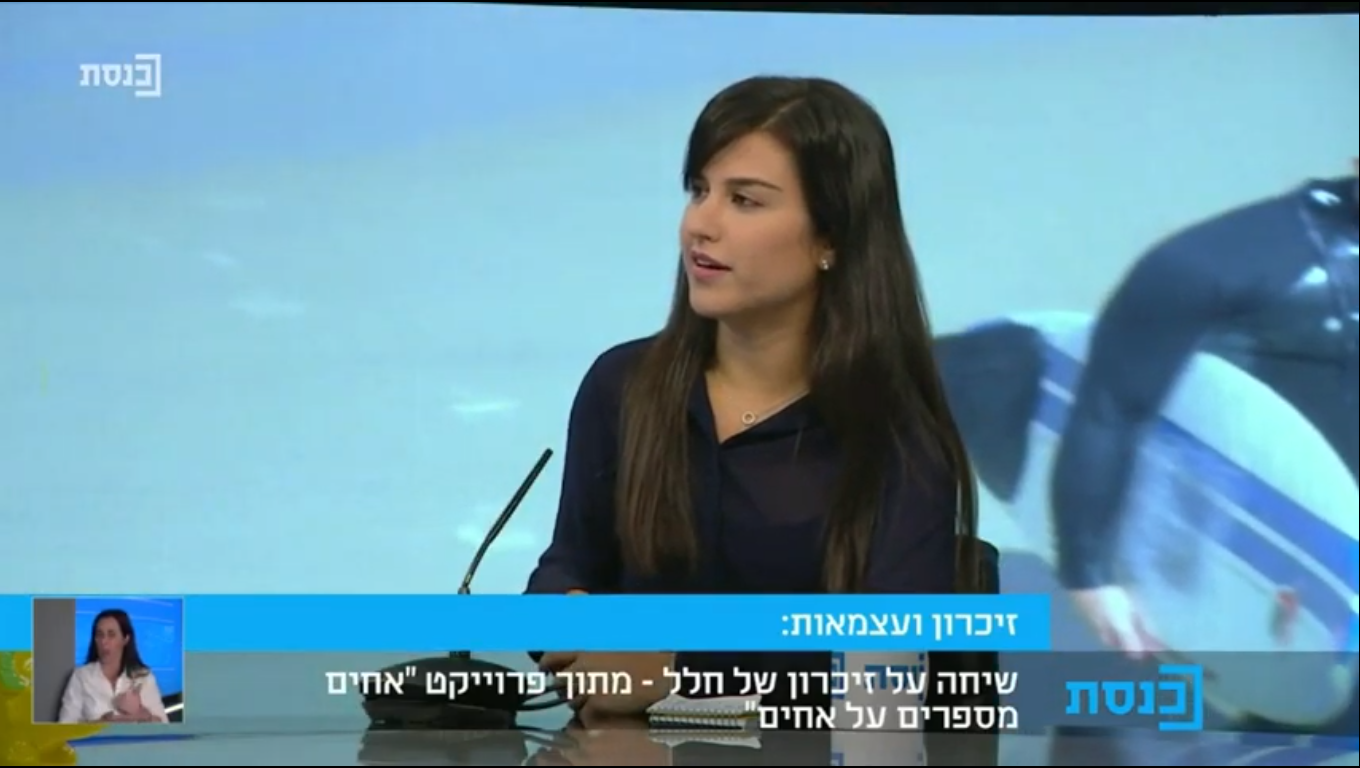 כנסת
זיכרון ועצמאות:
שיחה על זיכרון של חלל - מתוך פרוייקט "אחים
מספרים על אחים"
כנסת